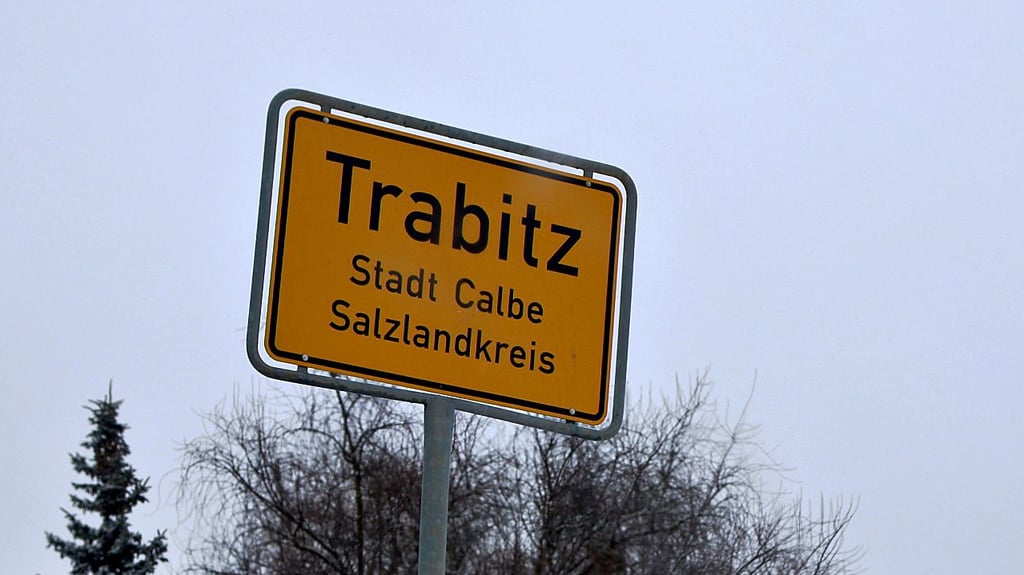 Trabitz
Stadt Calbe
Salzlandkreis